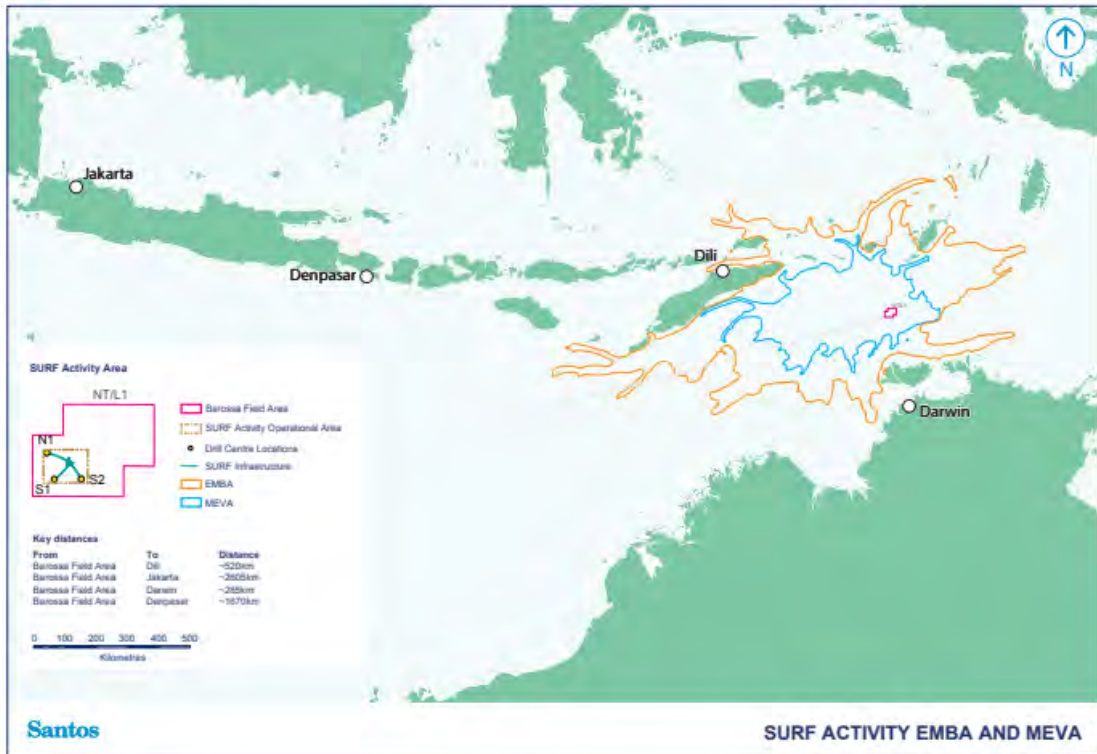 N
Jakarta
Denpasar
Dili
Darwin
SURF Activity Area
NT/L1
N1
S1
S2
Barossa Field Area
SURF Activity Operational Area
Drill Centre Locations
SURF Infrastructure
EMBA
MEVA
Key distances
From To Distance
Barossa Field Area Dili ~520km
Barossa Field Area Jakarta ~2605km
Barossa Field Area Darwin ~285km
Barossa Field Area Denpasar ~1670km
0 100 200 300 400 500
Kilometres
Santos
SURF ACTIVITY EMBA AND MEVA